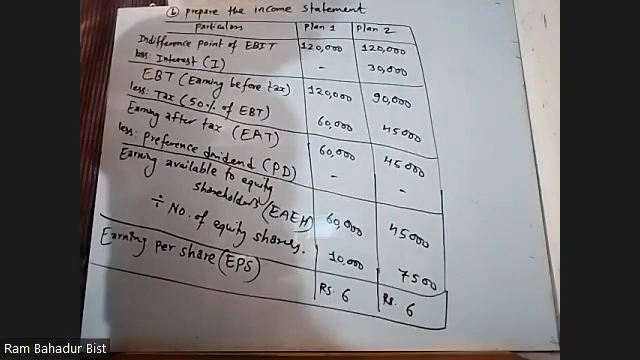 (b) prepare the income statement
Particulars Plan 1 Plan 2
Indifference point of EBIT 120,000 120,000
less: Interest (I) - 30,000
EBT (Earning before tax) 120,000 90,000
less: Tax (50% of EBT) 60,000 45000
Earning after tax (EAT) 60,000 45000
less: Preference dividend (PD) - -
Earning available to equity
shareholders (EAEH) 60,000 45000
÷ No. of equity shares. 10,000 7500
Earning per share (EPS) Rs. 6 Rs. 6
Ram Bahadur Bist